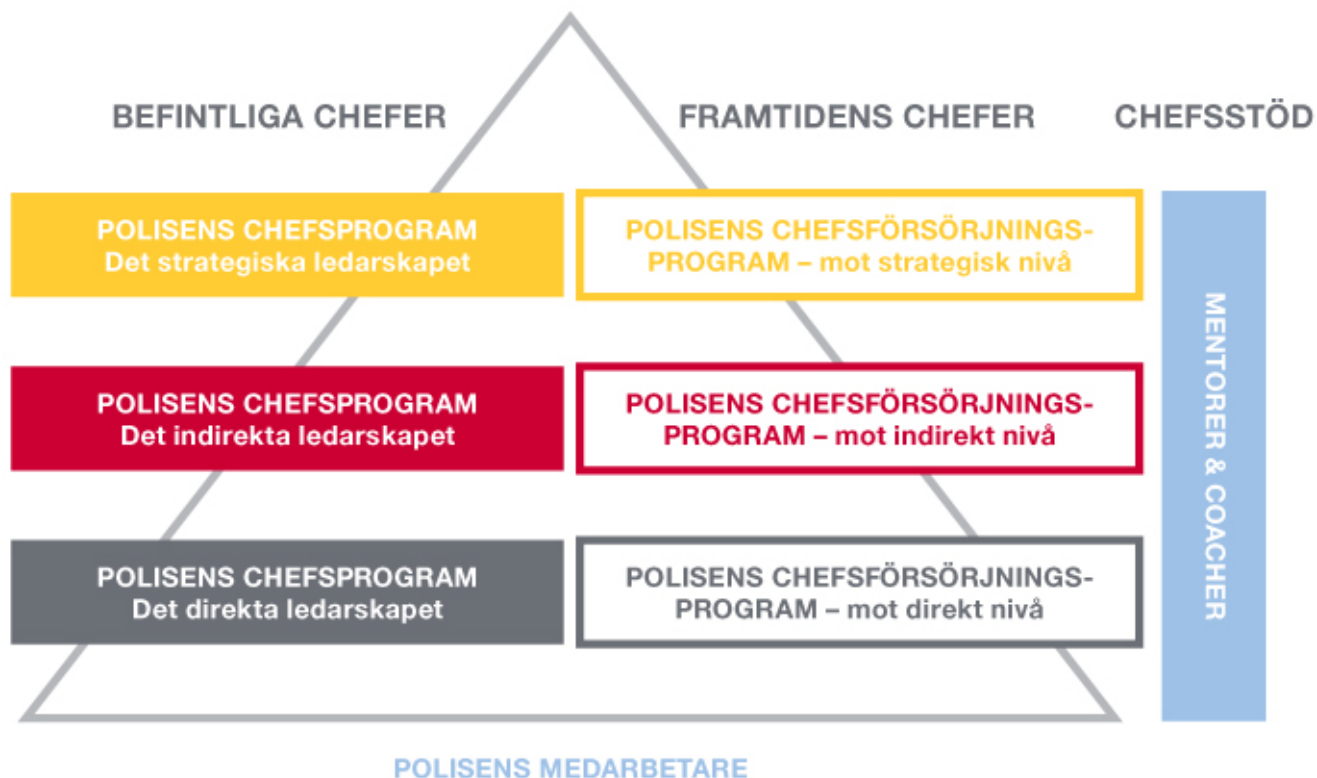 BEFINTLIGA CHEFER
FRAMTIDENS CHEFER
CHEFSSTÖD
POLISENS CHEFSPROGRAM
Det strategiska ledarskapet
POLISENS CHEFSFÖRSÖRJNINGS-
PROGRAM – mot strategisk nivå
POLISENS CHEFSPROGRAM
Det indirekta ledarskapet
POLISENS CHEFSFÖRSÖRJNINGS-
PROGRAM – mot indirekt nivå
POLISENS CHEFSPROGRAM
Det direkta ledarskapet
POLISENS CHEFSFÖRSÖRJNINGS-
PROGRAM – mot direkt nivå
MENTORER & COACHER
POLISENS MEDARBETARE